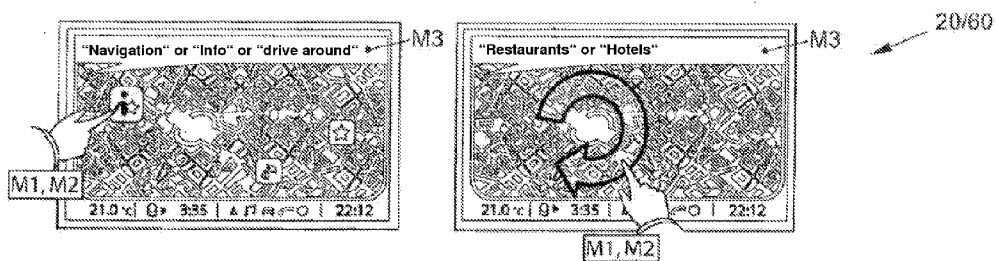 20/60
"Navigation" or "Info" or "drive around"
M3
M1, M2
21.0 °c 3:35 22:12
"Restaurants" or "Hotels"
M3
21.0 °c 3:35 22:12
M1, M2